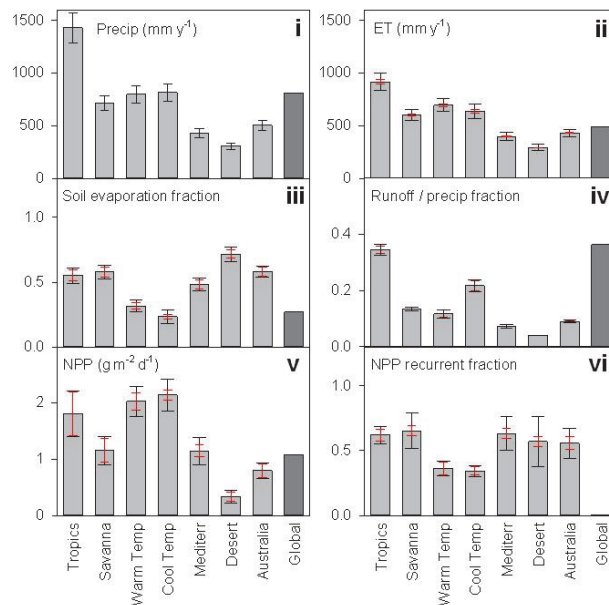 Precip (mm y⁻¹) i
1500
1000
500
0
ET (mm y⁻¹) ii
1500
1000
500
0
Soil evaporation fraction iii
1.0
0.5
0.0
Runoff / precip fraction iv
0.4
0.2
0.0
NPP (g m⁻² d⁻¹) v
2
1
0
NPP recurrent fraction vi
1.0
0.5
0.0
Tropics
Savanna
Warm Temp
Cool Temp
Mediterr
Desert
Australia
Global
Tropics
Savanna
Warm Temp
Cool Temp
Mediterr
Desert
Australia
Global